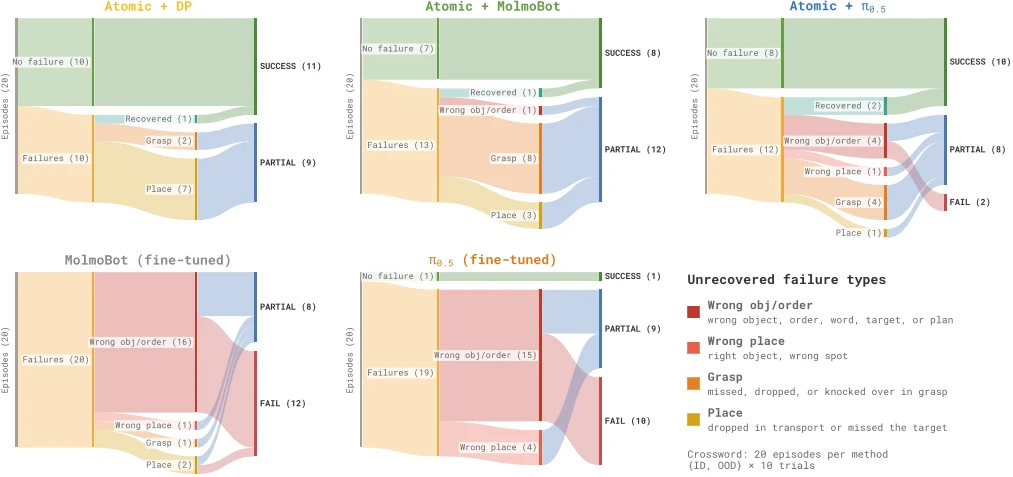 Atomic + DP
Episodes (20)
No failure (10)
Failures (10)
Recovered (1)
Grasp (2)
Place (7)
SUCCESS (11)
PARTIAL (9)
Atomic + MolmoBot
Episodes (20)
No failure (7)
Failures (13)
Recovered (1)
Wrong obj/order (1)
Grasp (8)
Place (3)
SUCCESS (8)
PARTIAL (12)
Atomic + π0.5
Episodes (20)
No failure (8)
Failures (12)
Recovered (2)
Wrong obj/order (4)
Wrong place (1)
Grasp (4)
Place (1)
SUCCESS (10)
PARTIAL (8)
FAIL (2)
MolmoBot (fine-tuned)
Episodes (20)
Failures (20)
Wrong obj/order (16)
Wrong place (1)
Grasp (1)
Place (2)
PARTIAL (8)
FAIL (12)
π0.5 (fine-tuned)
Episodes (20)
No failure (1)
Failures (19)
Wrong obj/order (15)
Wrong place (4)
SUCCESS (1)
PARTIAL (9)
FAIL (10)
Unrecovered failure types
Wrong obj/order
wrong object, order, word, target, or plan
Wrong place
right object, wrong spot
Grasp
missed, dropped, or knocked over in grasp
Place
dropped in transport or missed the target
Crossword: 20 episodes per method
{ID, OOD} × 10 trials